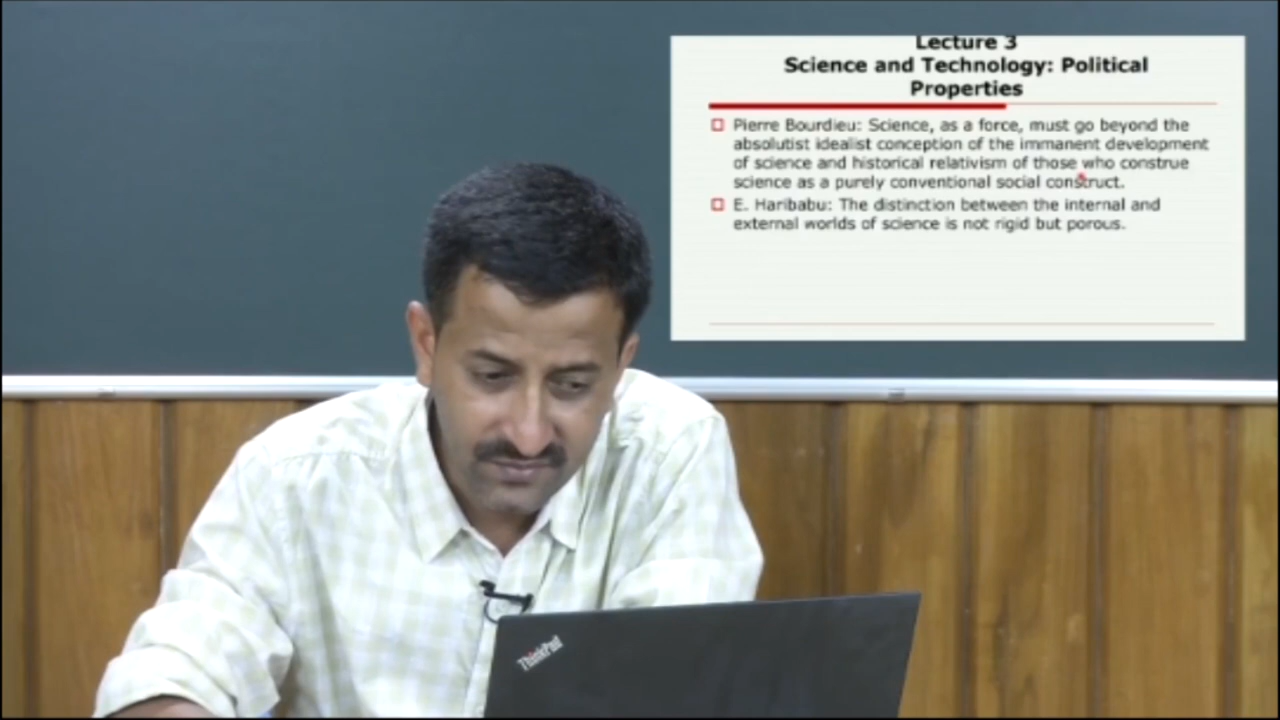 Lecture 3
Science and Technology: Political
Properties
Pierre Bourdieu: Science, as a force, must go beyond the
absolutist idealist conception of the immanent development
of science and historical relativism of those who construe
science as a purely conventional social construct.
E. Haribabu: The distinction between the internal and
external worlds of science is not rigid but porous.
ThinkPad